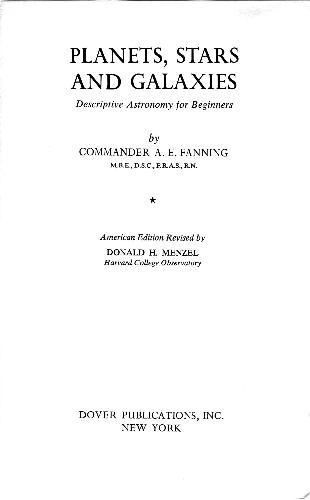 PLANETS, STARS
AND GALAXIES
Descriptive Astronomy for Beginners
by
COMMANDER A. E. FANNING
M.B.E., D.S.C., F.R.A.S., R.N.
*
American Edition Revised by
DONALD H. MENZEL
Harvard College Observatory
DOVER PUBLICATIONS, INC.
NEW YORK